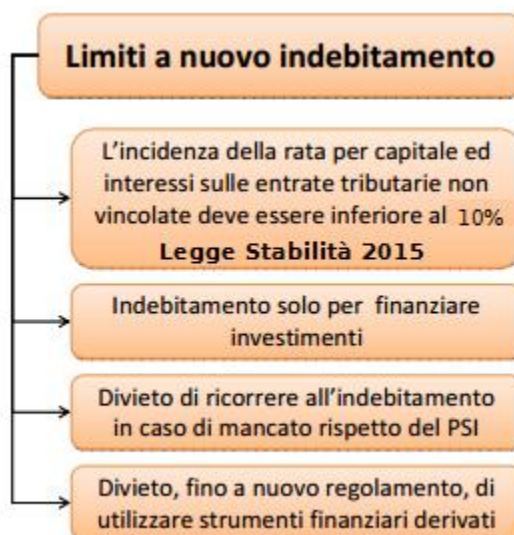 Limiti a nuovo indebitamento
L'incidenza della rata per capitale ed
interessi sulle entrate tributarie non
vincolate deve essere inferiore al 10%
Legge Stabilità 2015
Indebitamento solo per finanziare
investimenti
Divieto di ricorrere all'indebitamento
in caso di mancato rispetto del PSI
Divieto, fino a nuovo regolamento, di
utilizzare strumenti finanziari derivati